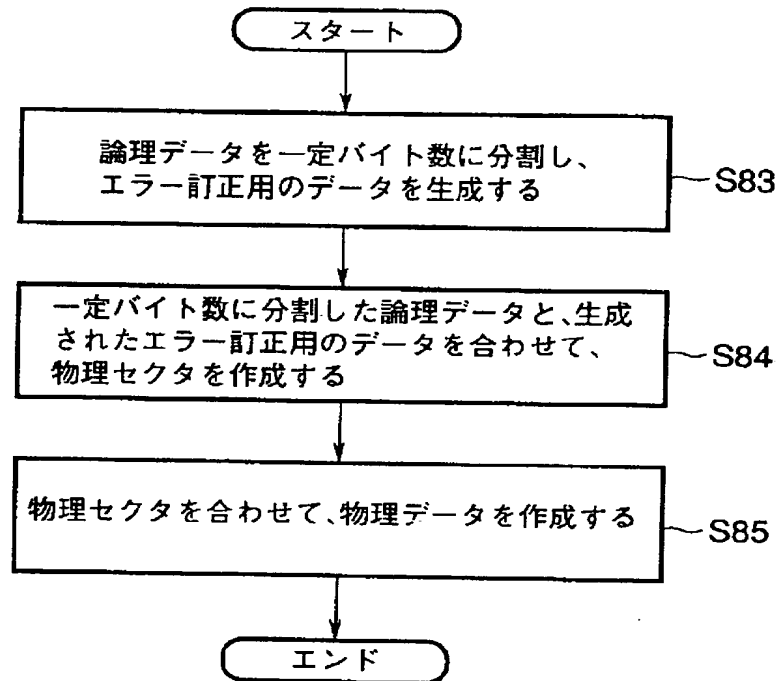 スタート
論理データを一定バイト数に分割し、
エラー訂正用のデータを生成する
S83
一定バイト数に分割した論理データと、生成
されたエラー訂正用のデータを合わせて、
物理セクタを作成する
S84
物理セクタを合わせて、物理データを作成する
S85
エンド